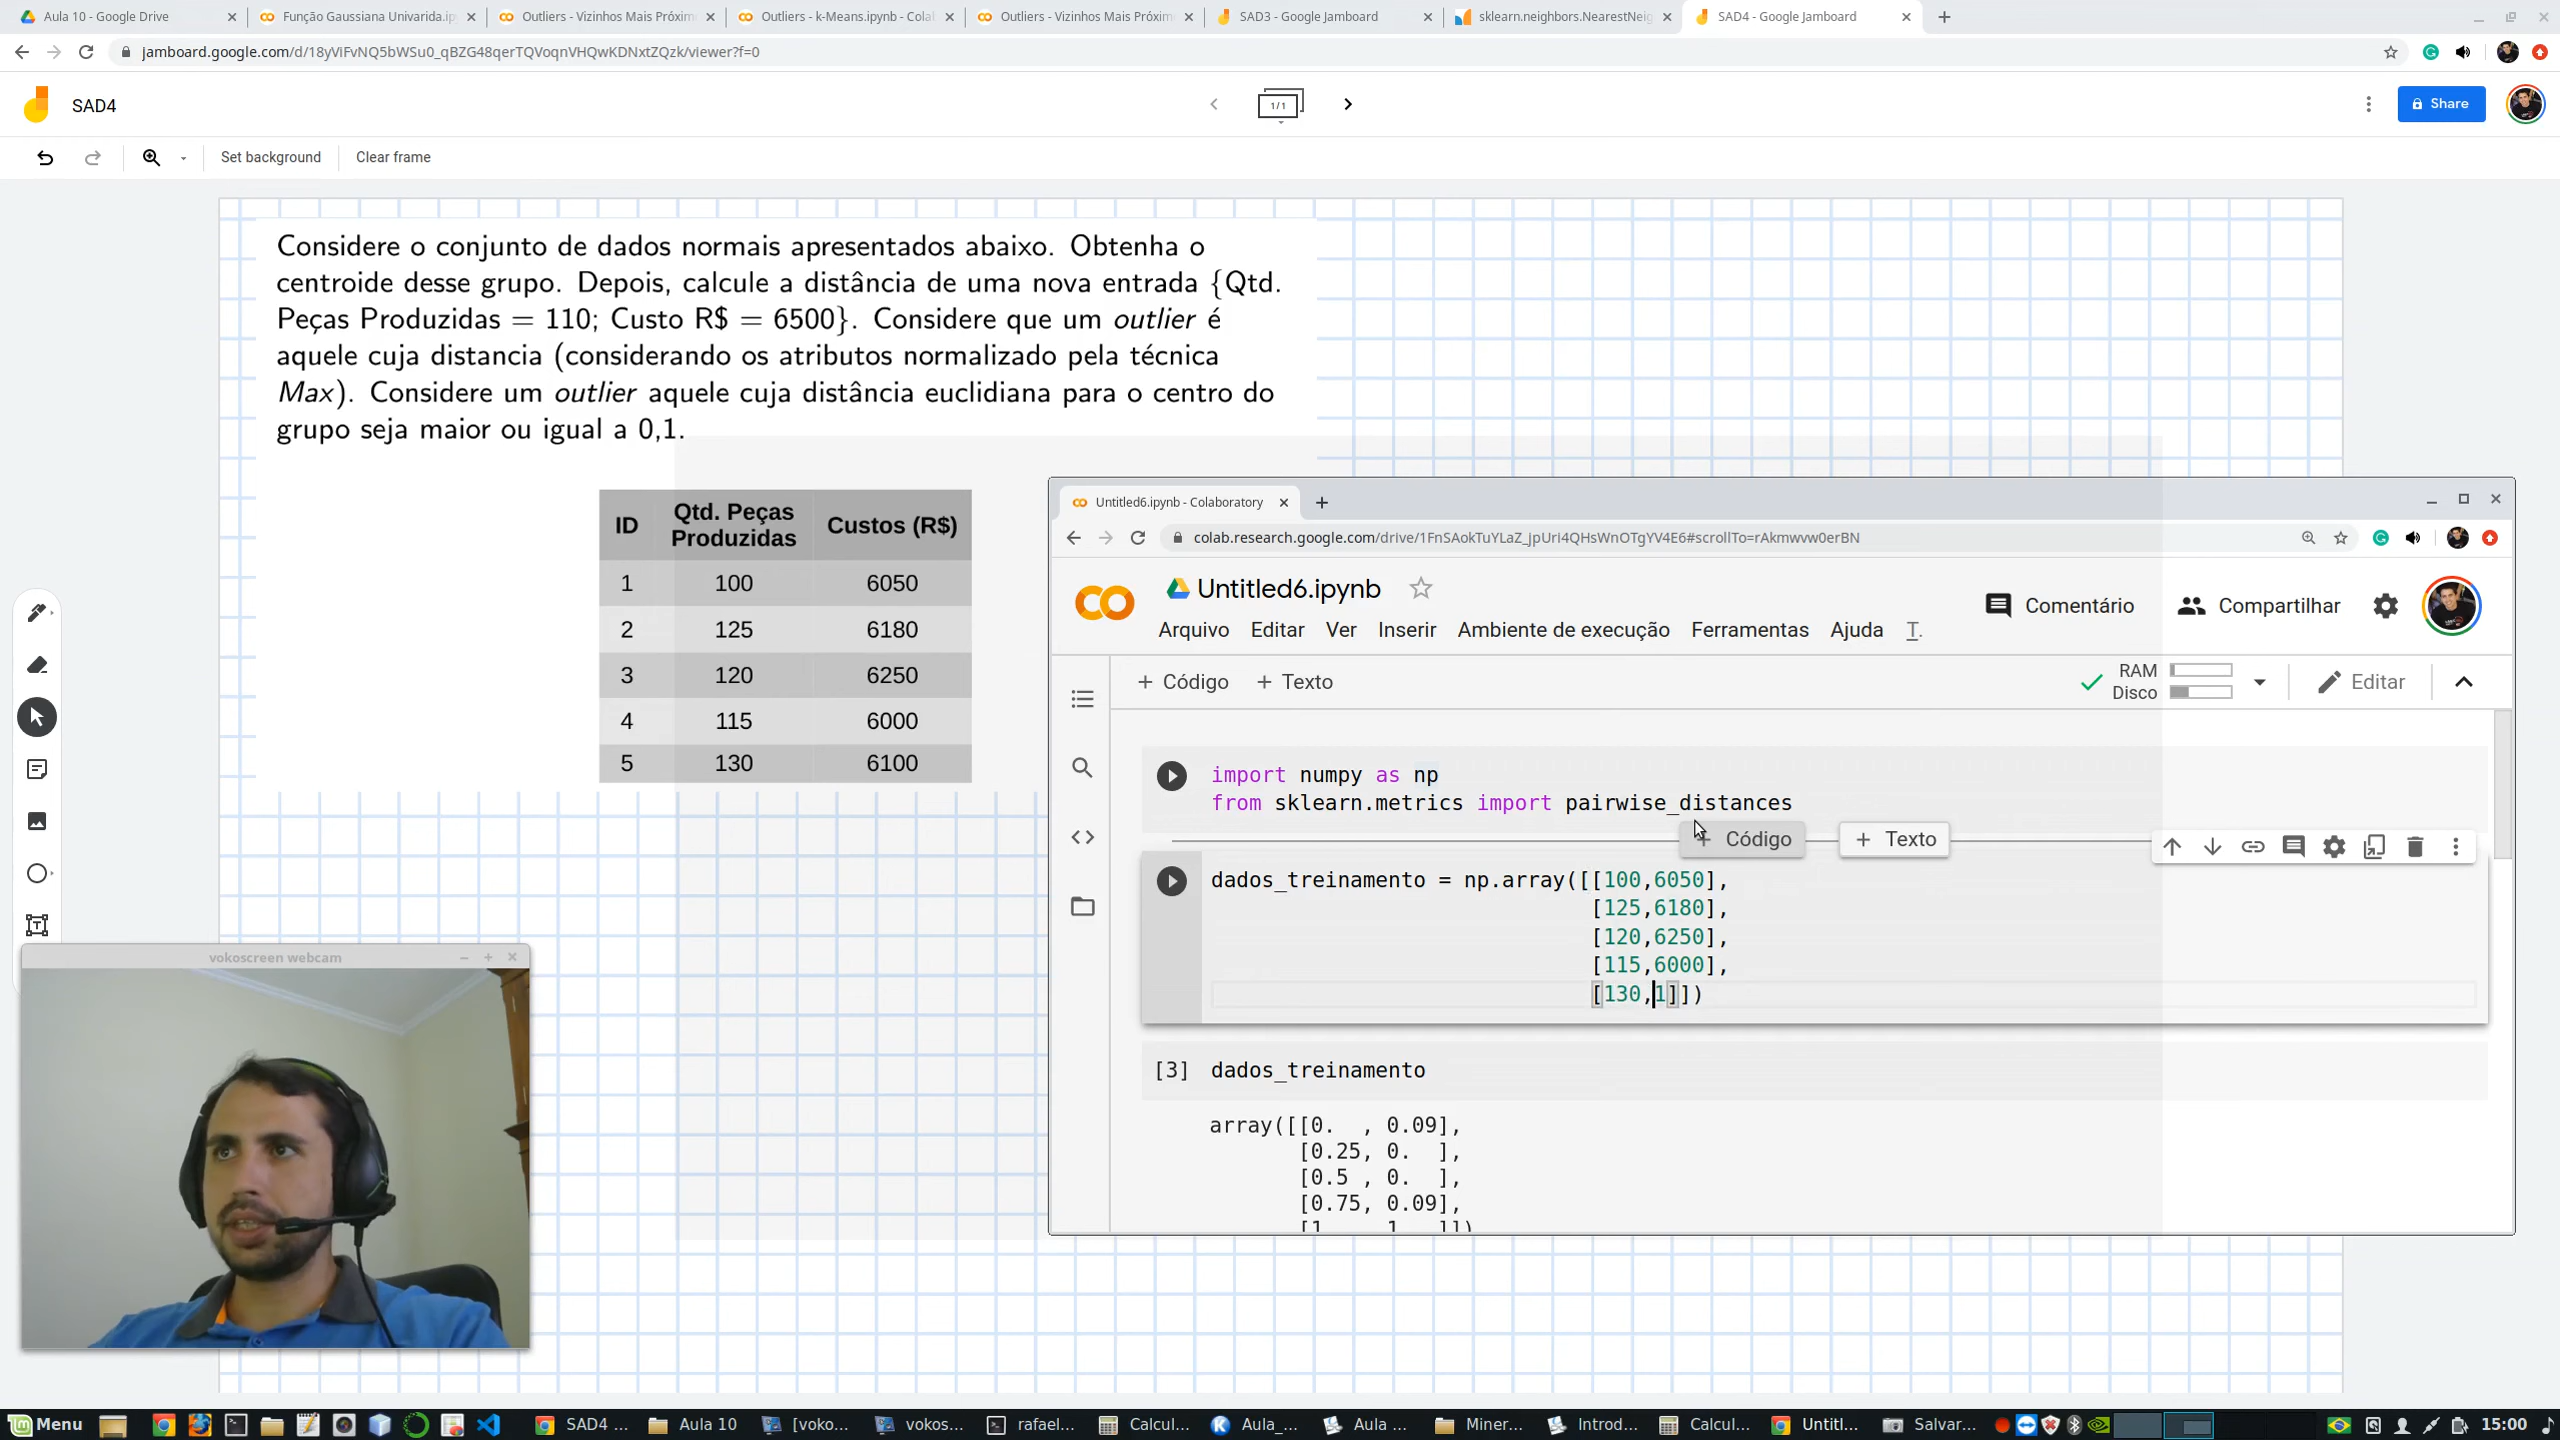 Aula 10 - Google Drive
Função Gaussiana Univarida.ip
Outliers - Vizinhos Mais Próxim
Outliers - k-Means.ipynb - Cola
Outliers - Vizinhos Mais Próxim
SAD3 - Google Jamboard
sklearn.neighbors.NearestNeig
SAD4 - Google Jamboard
jamboard.google.com/d/18yViFvNQ5bWSu0_qBZG48qerTQVoqnVHQwKDNxtZQzk/viewer?f=0
SAD4
1/1
Share
Set background
Clear frame
Considere o conjunto de dados normais apresentados abaixo. Obtenha o
centroide desse grupo. Depois, calcule a distância de uma nova entrada {Qtd.
Peças Produzidas = 110; Custo R$ = 6500}. Considere que um outlier é
aquele cuja distancia (considerando os atributos normalizado pela técnica
Max). Considere um outlier aquele cuja distância euclidiana para o centro do
grupo seja maior ou igual a 0,1.
ID Qtd. Peças Produzidas Custos (R$)
1 100 6050
2 125 6180
3 120 6250
4 115 6000
5 130 6100
Untitled6.ipynb - Colaboratory
colab.research.google.com/drive/1FnSAokTuYLaZ_jpUri4QHsWnOTgYV4E6#scrollTo=rAkmwvw0erBN
Untitled6.ipynb
Comentário
Compartilhar
Arquivo Editar Ver Inserir Ambiente de execução Ferramentas Ajuda T.
+ Código + Texto
RAM
Disco
Editar
import numpy as np
from sklearn.metrics import pairwise_distances
+ Código
+ Texto
dados_treinamento = np.array([[100,6050],
[125,6180],
[120,6250],
[115,6000],
[130,1]])
[3] dados_treinamento
array([[0. , 0.09],
[0.25, 0. ],
[0.5 , 0. ],
[0.75, 0.09],
[1. , 1. ]])
vokoscreen webcam
Menu
SAD4 ...
Aula 10
[voko...
vokos...
rafael...
Calcul...
Aula_...
Aula ...
Miner...
Introd...
Calcul...
Untitl...
Salvar...
15:00